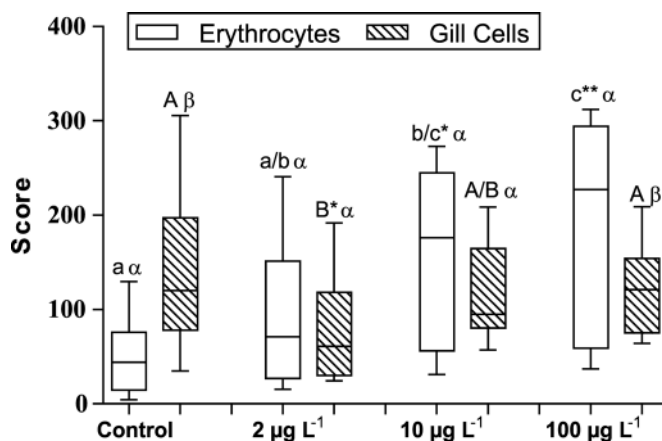 400
Erythrocytes Gill Cells
300
200
100
0
Score
a α
A β
a/b α
B* α
b/c* α
A/B α
c** α
A β
Control 2 µg L⁻¹ 10 µg L⁻¹ 100 µg L⁻¹